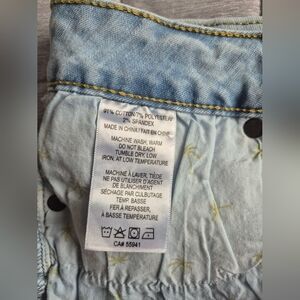 91% COTTON/7% POLYESTER/
2% SPANDEX
MADE IN CHINA/FAIT EN CHINE
MACHINE WASH, WARM
DO NOT BLEACH
TUMBLE DRY, LOW
IRON, AT LOW TEMPERATURE
MACHINE À LAVER, TIÈDE
NE PAS UTILISER D'AGENT
DE BLANCHIMENT
SÉCHAGE PAR CULBUTAGE
TEMP. BASSE
FER À REPASSER,
À BASSE TEMPÉRATURE
CA# 55941